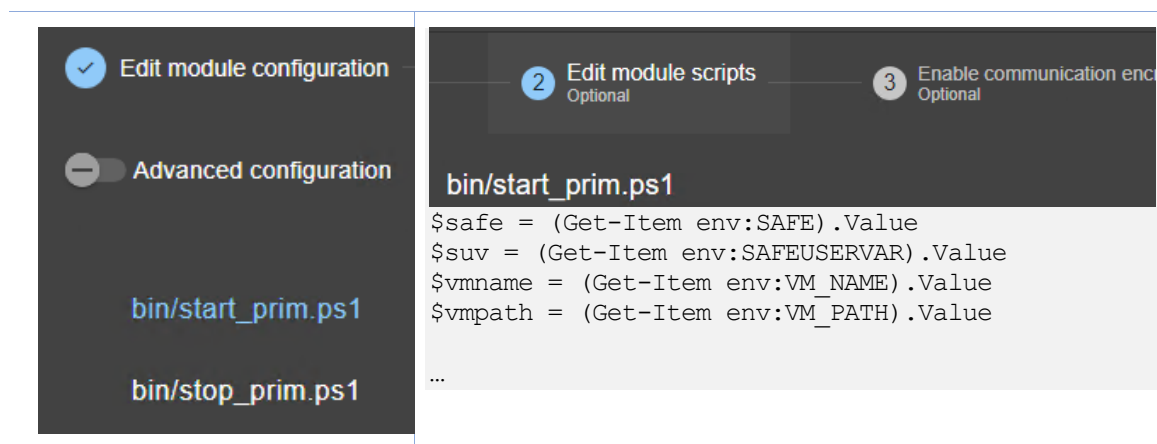 Edit module configuration
Advanced configuration
bin/start_prim.ps1
bin/stop_prim.ps1
2 Edit module scripts
Optional
3 Enable communication
Optional
bin/start_prim.ps1
$safe = (Get-Item env:SAFE).Value
$suv = (Get-Item env:SAFEUSERVAR).Value
$vmname = (Get-Item env:VM_NAME).Value
$vmpath = (Get-Item env:VM_PATH).Value
…